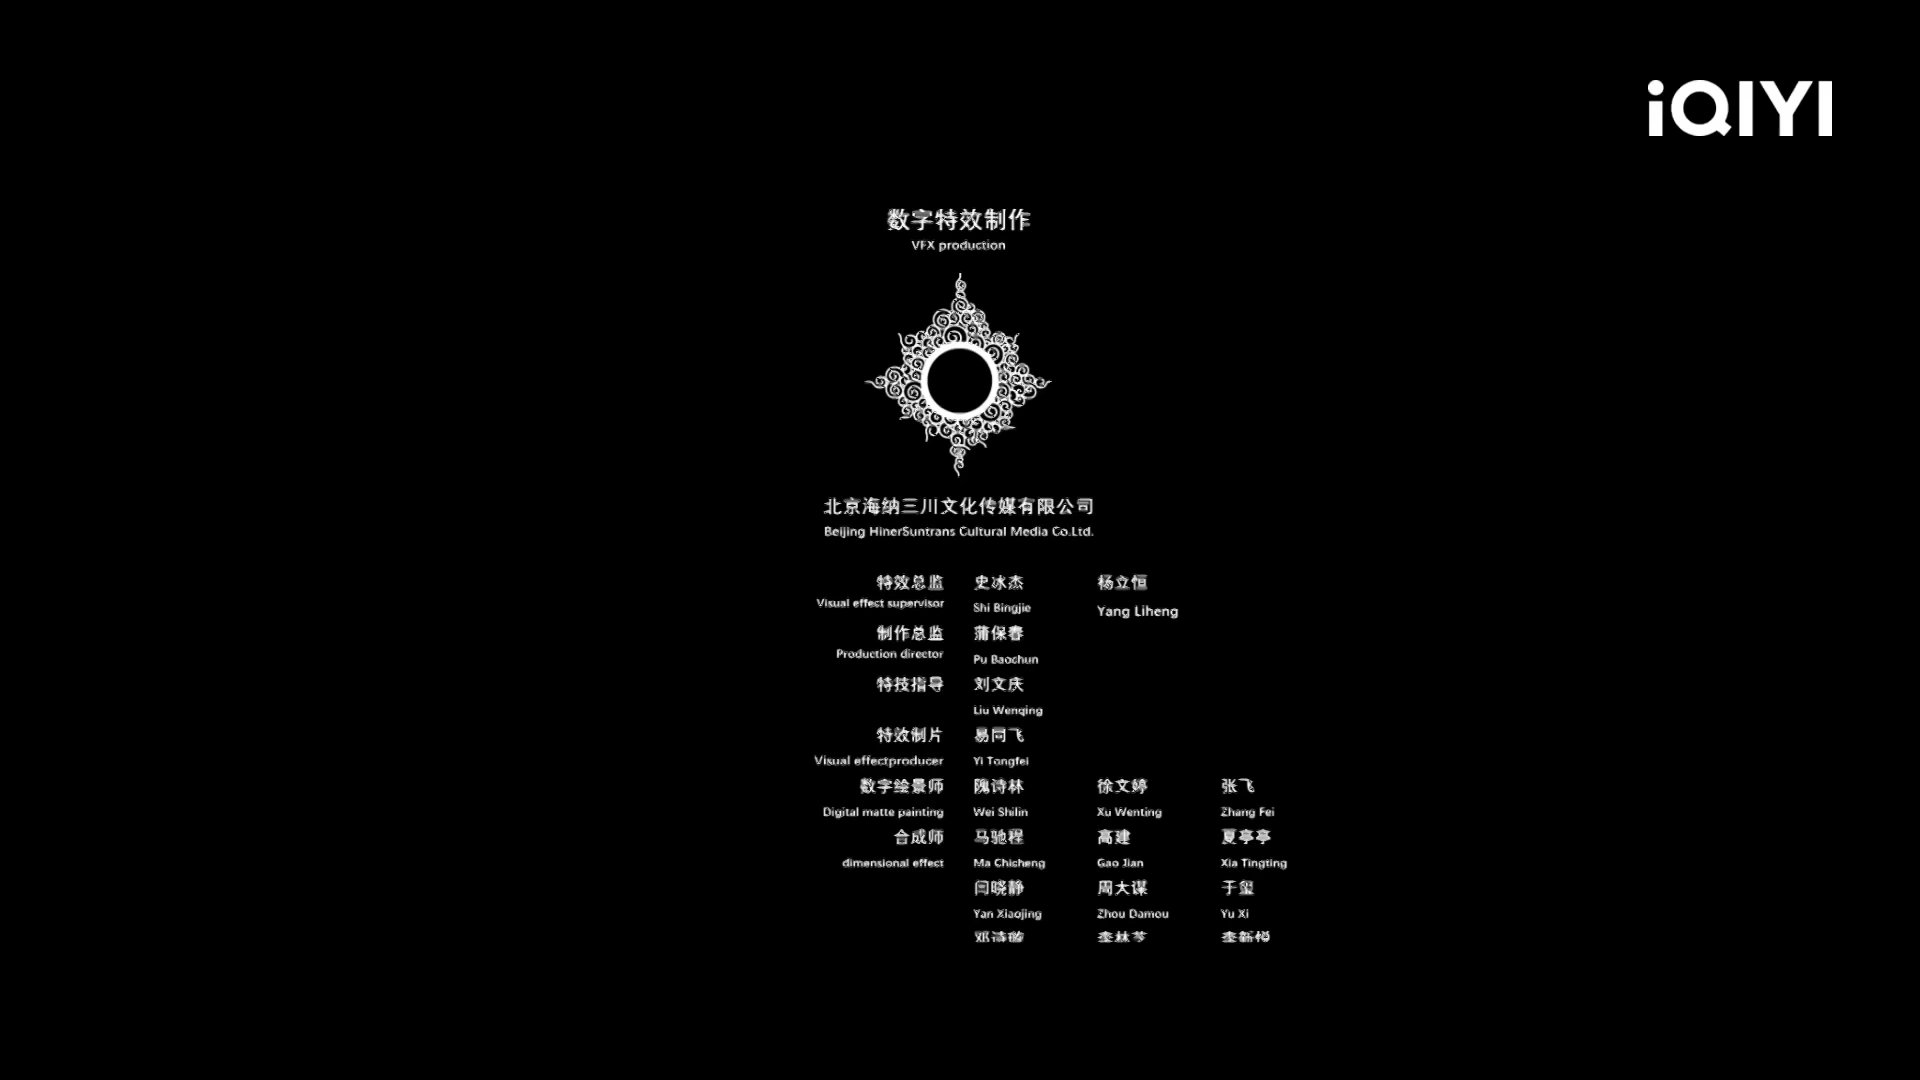 iQIYI
数字特效制作
VFX production
北京海纳三川文化传媒有限公司
Beijing HinerSuntrans Cultural Media Co.Ltd.
特效总监 史冰杰 杨立恒
Visual effect supervisor Shi Bingjie Yang Liheng
制作总监 蒲保春
Production director Pu Baochun
特技指导 刘文庆
Liu Wenqing
特效制片 易同飞
Visual effectproducer Yi Tongfei
数字绘景师 隗诗林 徐文婷 张飞
Digital matte painting Wei Shilin Xu Wenting Zhang Fei
合成师 马驰程 高建 夏亭亭
dimensional effect Ma Chicheng Gao Jian Xia Tingting
闫晓静 周大谋 于玺
Yan Xiaojing Zhou Damou Yu Xi